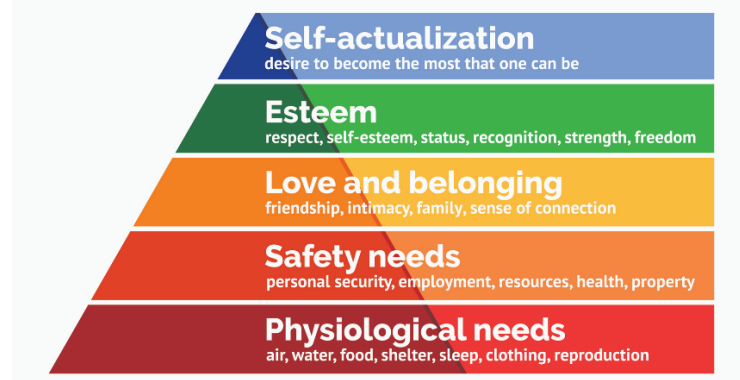 Self-actualization
desire to become the most that one can be
Esteem
respect, self-esteem, status, recognition, strength, freedom
Love and belonging
friendship, intimacy, family, sense of connection
Safety needs
personal security, employment, resources, health, property
Physiological needs
air, water, food, shelter, sleep, clothing, reproduction